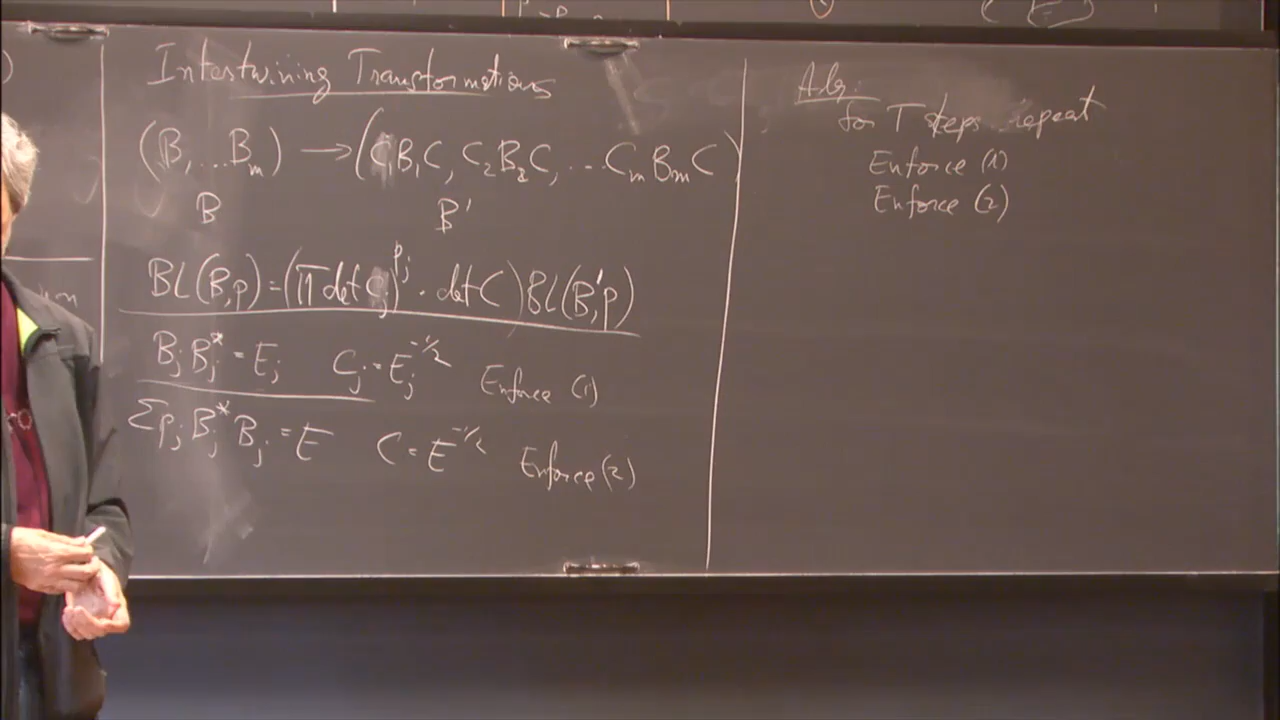 Intertwining Transformations
(B₁ ... Bₘ) → (C₁B₁C, C₂B₂C, ... CₘBₘC)
B B'
BL(B,p) = (Π det Cⱼ)^pⱼ · det C) BL(B',p)
BⱼBⱼ* = Eⱼ Cⱼ = Eⱼ^-1/2 Enforce (1)
Σ pⱼ Bⱼ* Bⱼ = E C = E^-1/2 Enforce (2)
Alg:
for T steps repeat
Enforce (1)
Enforce (2)